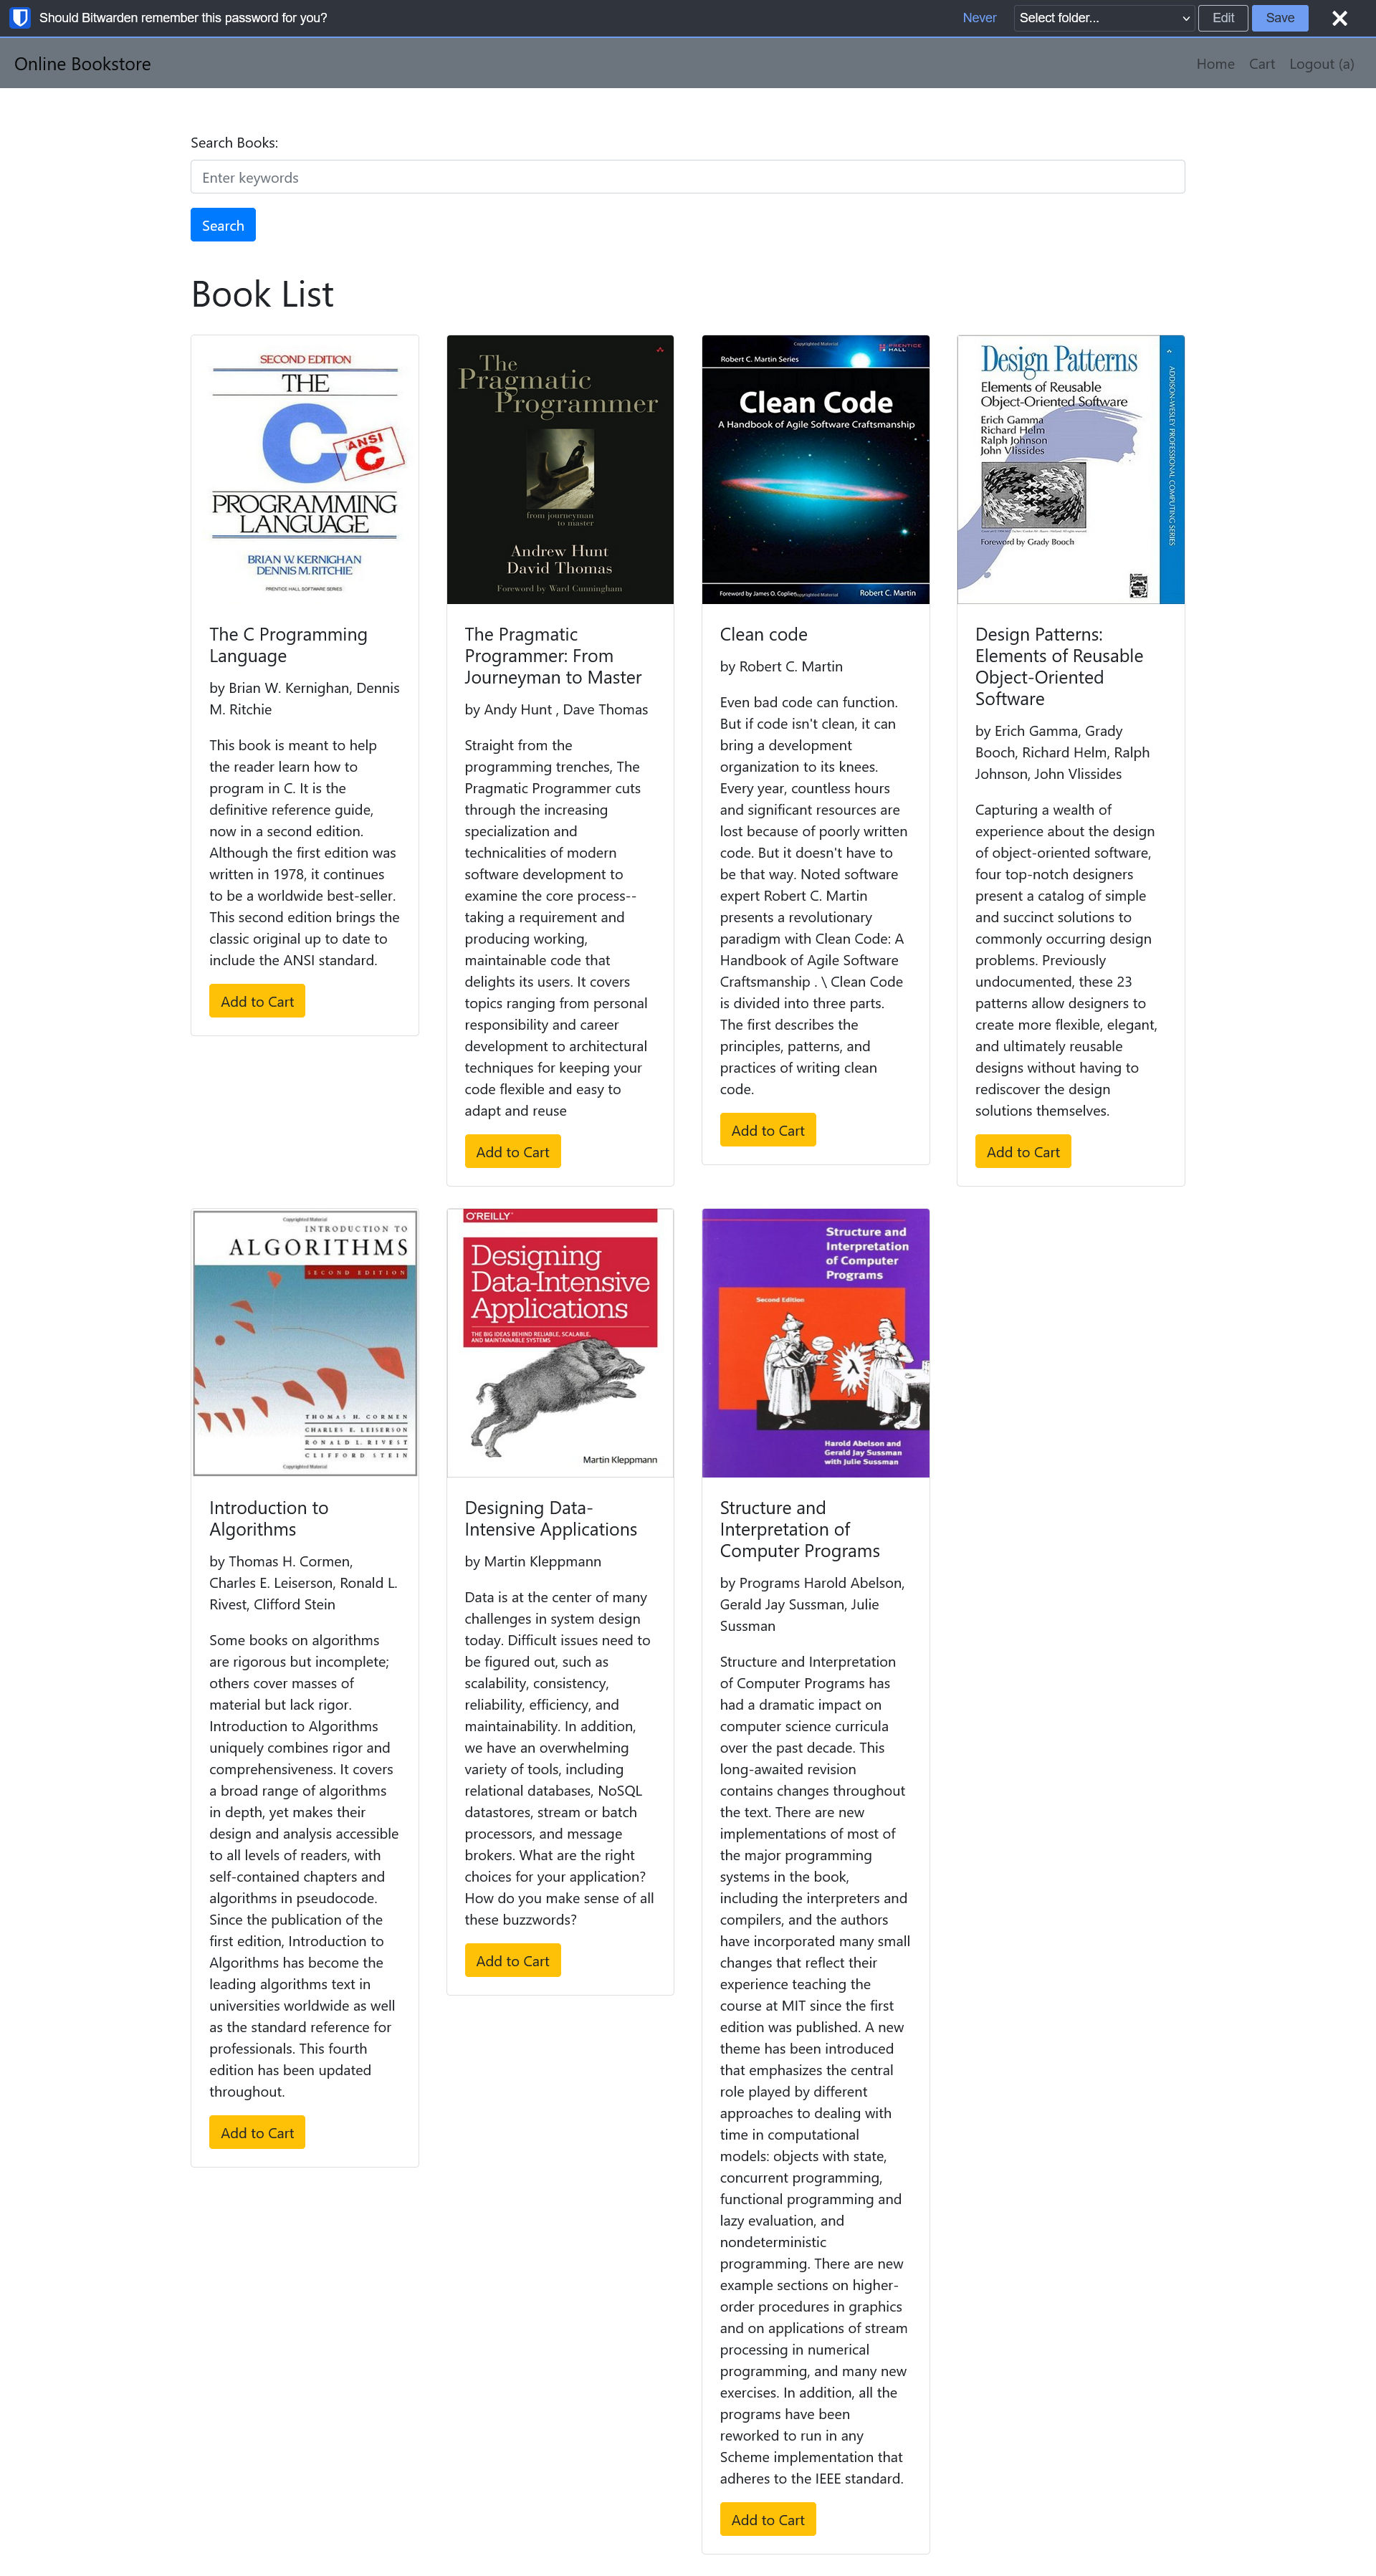 Should Bitwarden remember this password for you?
Never
Select folder...
Edit
Save
Online Bookstore
Home
Cart
Logout (a)
Search Books:
Enter keywords
Search
Book List
SECOND EDITION
THE
C
ANSI
C
PROGRAMMING
LANGUAGE
BRIAN W. KERNIGHAN
DENNIS M. RITCHIE
PRENTICE HALL SOFTWARE SERIES
The C Programming
Language
by Brian W. Kernighan, Dennis
M. Ritchie
This book is meant to help
the reader learn how to
program in C. It is the
definitive reference guide,
now in a second edition.
Although the first edition was
written in 1978, it continues
to be a worldwide best-seller.
This second edition brings the
classic original up to date to
include the ANSI standard.
Add to Cart
The
Pragmatic
Programmer
from journeyman
to master
Andrew Hunt
David Thomas
Foreword by Ward Cunningham
The Pragmatic
Programmer: From
Journeyman to Master
by Andy Hunt , Dave Thomas
Straight from the
programming trenches, The
Pragmatic Programmer cuts
through the increasing
specialization and
technicalities of modern
software development to
examine the core process--
taking a requirement and
producing working,
maintainable code that
delights its users. It covers
topics ranging from personal
responsibility and career
development to architectural
techniques for keeping your
code flexible and easy to
adapt and reuse
Add to Cart
Copyrighted Material
PRENTICE
HALL
Robert C. Martin Series
Clean Code
A Handbook of Agile Software Craftsmanship
Foreword by James O. Coplien
Copyrighted Material
Robert C. Martin
Clean code
by Robert C. Martin
Even bad code can function.
But if code isn't clean, it can
bring a development
organization to its knees.
Every year, countless hours
and significant resources are
lost because of poorly written
code. But it doesn't have to
be that way. Noted software
expert Robert C. Martin
presents a revolutionary
paradigm with Clean Code: A
Handbook of Agile Software
Craftsmanship . \ Clean Code
is divided into three parts.
The first describes the
principles, patterns, and
practices of writing clean
code.
Add to Cart
Design Patterns
Elements of Reusable
Object-Oriented Software
Erich Gamma
Richard Helm
Ralph Johnson
John Vlissides
Foreword by Grady Booch
ADDISON-WESLEY PROFESSIONAL COMPUTING SERIES
Design Patterns:
Elements of Reusable
Object-Oriented
Software
by Erich Gamma, Grady
Booch, Richard Helm, Ralph
Johnson, John Vlissides
Capturing a wealth of
experience about the design
of object-oriented software,
four top-notch designers
present a catalog of simple
and succinct solutions to
commonly occurring design
problems. Previously
undocumented, these 23
patterns allow designers to
create more flexible, elegant,
and ultimately reusable
designs without having to
rediscover the design
solutions themselves.
Add to Cart
Copyrighted Material
INTRODUCTION TO
ALGORITHMS
SECOND EDITION
THOMAS H. CORMEN
CHARLES E. LEISERSON
RONALD L. RIVEST
CLIFFORD STEIN
Copyrighted Material
Introduction to
Algorithms
by Thomas H. Cormen,
Charles E. Leiserson, Ronald L.
Rivest, Clifford Stein
Some books on algorithms
are rigorous but incomplete;
others cover masses of
material but lack rigor.
Introduction to Algorithms
uniquely combines rigor and
comprehensiveness. It covers
a broad range of algorithms
in depth, yet makes their
design and analysis accessible
to all levels of readers, with
self-contained chapters and
algorithms in pseudocode.
Since the publication of the
first edition, Introduction to
Algorithms has become the
leading algorithms text in
universities worldwide as well
as the standard reference for
professionals. This fourth
edition has been updated
throughout.
Add to Cart
O'REILLY
Designing
Data-Intensive
Applications
THE BIG IDEAS BEHIND RELIABLE, SCALABLE,
AND MAINTAINABLE SYSTEMS
Martin Kleppmann
Designing Data-
Intensive Applications
by Martin Kleppmann
Data is at the center of many
challenges in system design
today. Difficult issues need to
be figured out, such as
scalability, consistency,
reliability, efficiency, and
maintainability. In addition,
we have an overwhelming
variety of tools, including
relational databases, NoSQL
datastores, stream or batch
processors, and message
brokers. What are the right
choices for your application?
How do you make sense of all
these buzzwords?
Add to Cart
Structure and
Interpretation
of Computer
Programs
Second Edition
λ
Harold Abelson and
Gerald Jay Sussman
with Julie Sussman
Structure and
Interpretation of
Computer Programs
by Programs Harold Abelson,
Gerald Jay Sussman, Julie
Sussman
Structure and Interpretation
of Computer Programs has
had a dramatic impact on
computer science curricula
over the past decade. This
long-awaited revision
contains changes throughout
the text. There are new
implementations of most of
the major programming
systems in the book,
including the interpreters and
compilers, and the authors
have incorporated many small
changes that reflect their
experience teaching the
course at MIT since the first
edition was published. A new
theme has been introduced
that emphasizes the central
role played by different
approaches to dealing with
time in computational
models: objects with state,
concurrent programming,
functional programming and
lazy evaluation, and
nondeterministic
programming. There are new
example sections on higher-
order procedures in graphics
and on applications of stream
processing in numerical
programming, and many new
exercises. In addition, all the
programs have been
reworked to run in any
Scheme implementation that
adheres to the IEEE standard.
Add to Cart